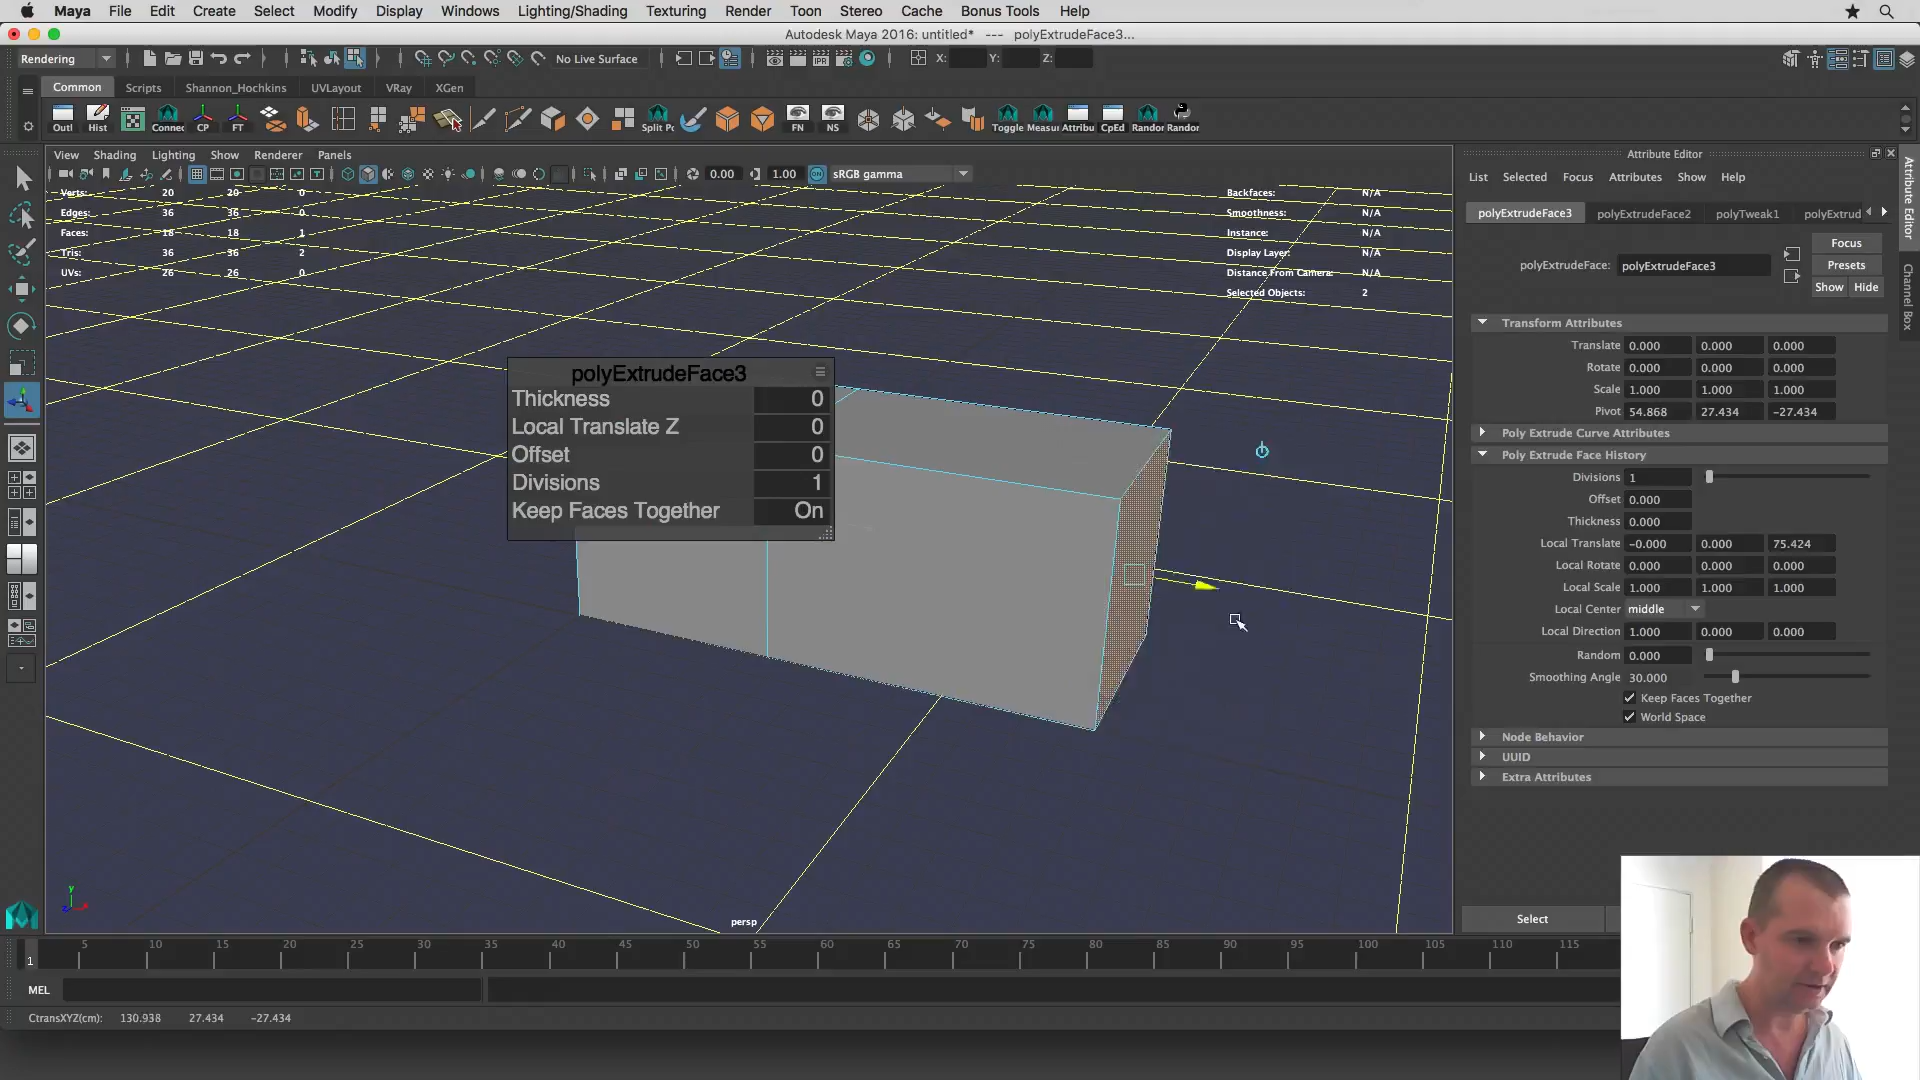 Maya File Edit Create Select Modify Display Windows Lighting/Shading Texturing Render Toon Stereo Cache Bonus Tools Help
Autodesk Maya 2016: untitled* --- polyExtrudeFace3...
Rendering No Live Surface X: Y: Z:
Common Scripts Shannon_Hochkins UVLayout VRay XGen
Outl Hist Connec CP FT Split Po FN NS Toggle Measu Attribu CpEd Randor Randor
View Shading Lighting Show Renderer Panels
0.00 1.00 sRGB gamma
Verts: 20 20 0
Edges: 36 36 0
Faces: 18 18 1
Tris: 36 36 2
UVs: 26 26 0
Backfaces: N/A
Smoothness: N/A
Instance: N/A
Display Layer: N/A
Distance From Camera: N/A
Selected Objects: 2
polyExtrudeFace3
Thickness 0
Local Translate Z 0
Offset 0
Divisions 1
Keep Faces Together On
persp
Attribute Editor
List Selected Focus Attributes Show Help
polyExtrudeFace3 polyExtrudeFace2 polyTweak1 polyExtrud
Focus
polyExtrudeFace: polyExtrudeFace3 Presets
Show Hide
Transform Attributes
Translate 0.000 0.000 0.000
Rotate 0.000 0.000 0.000
Scale 1.000 1.000 1.000
Pivot 54.868 27.434 -27.434
Poly Extrude Curve Attributes
Poly Extrude Face History
Divisions 1
Offset 0.000
Thickness 0.000
Local Translate -0.000 0.000 75.424
Local Rotate 0.000 0.000 0.000
Local Scale 1.000 1.000 1.000
Local Center middle
Local Direction 1.000 0.000 0.000
Random 0.000
Smoothing Angle 30.000
Keep Faces Together
World Space
Node Behavior
UUID
Extra Attributes
Select
Attribute Editor
Channel Box
5 10 15 20 25 30 35 40 45 50 55 60 65 70 75 80 85 90 95 100 105 110 115
1
MEL
CtransXYZ(cm): 130.938 27.434 -27.434